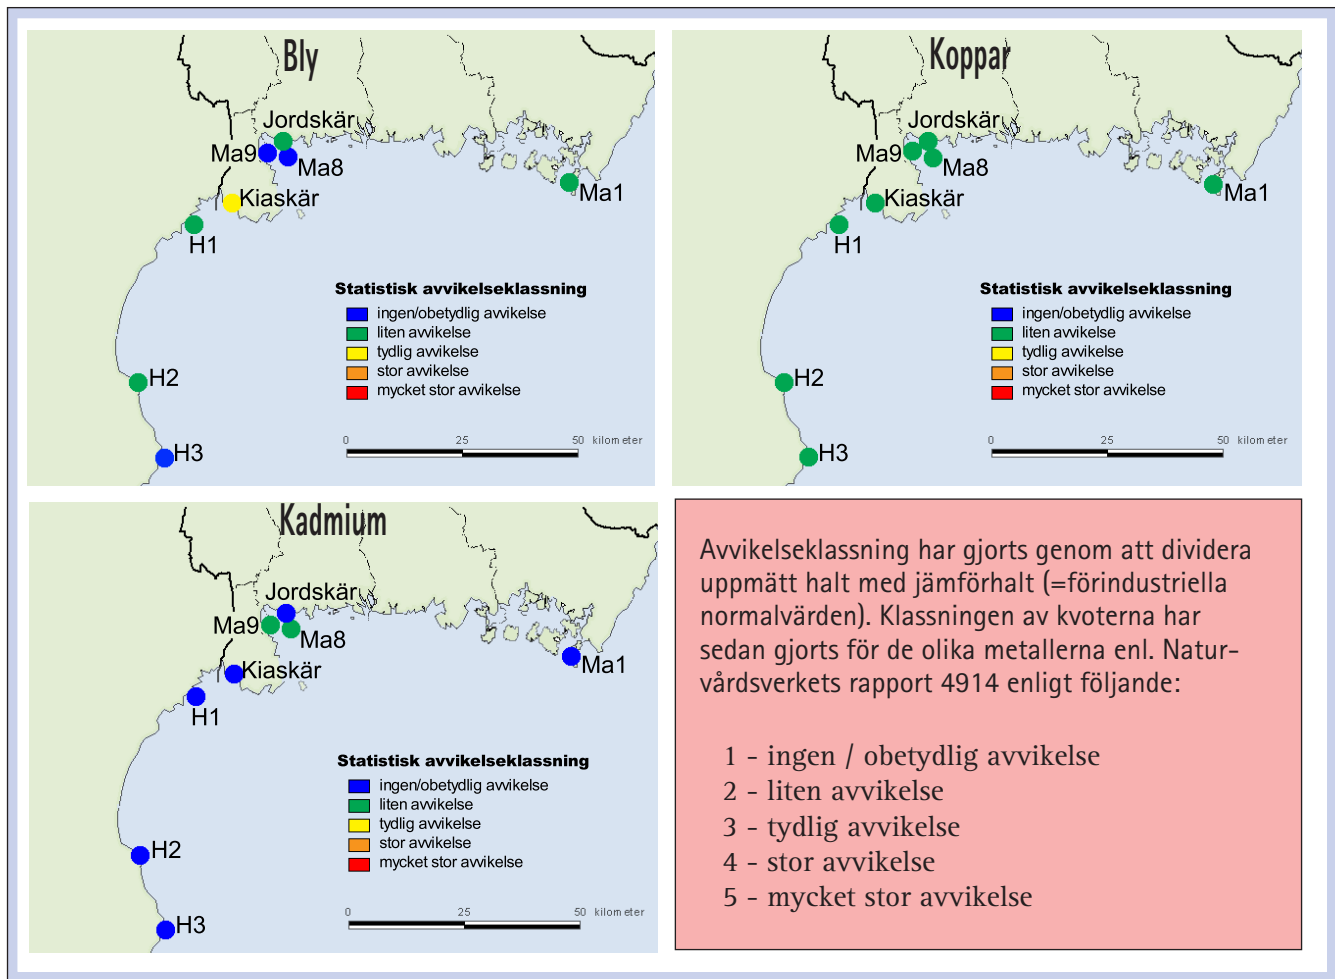 Bly
Jordskär
Ma9
Ma8
Kiaskär
Ma1
H1
Statistisk avvikelseklassning
ingen/obetydlig avvikelse
liten avvikelse
tydlig avvikelse
stor avvikelse
mycket stor avvikelse
H2
H3
0 25 50 kilometer
Koppar
Jordskär
Ma9
Ma8
Kiaskär
Ma1
H1
Statistisk avvikelseklassning
ingen/obetydlig avvikelse
liten avvikelse
tydlig avvikelse
stor avvikelse
mycket stor avvikelse
H2
H3
0 25 50 kilometer
Kadmium
Jordskär
Ma9
Ma8
Kiaskär
Ma1
H1
Statistisk avvikelseklassning
ingen/obetydlig avvikelse
liten avvikelse
tydlig avvikelse
stor avvikelse
mycket stor avvikelse
H2
H3
0 25 50 kilometer
Avvikelseklassning har gjorts genom att dividera
uppmätt halt med jämförhalt (=förindustriella
normalvärden). Klassningen av kvoterna har
sedan gjorts för de olika metallerna enl. Natur-
vårdsverkets rapport 4914 enligt följande:
1 - ingen / obetydlig avvikelse
2 - liten avvikelse
3 - tydlig avvikelse
4 - stor avvikelse
5 - mycket stor avvikelse